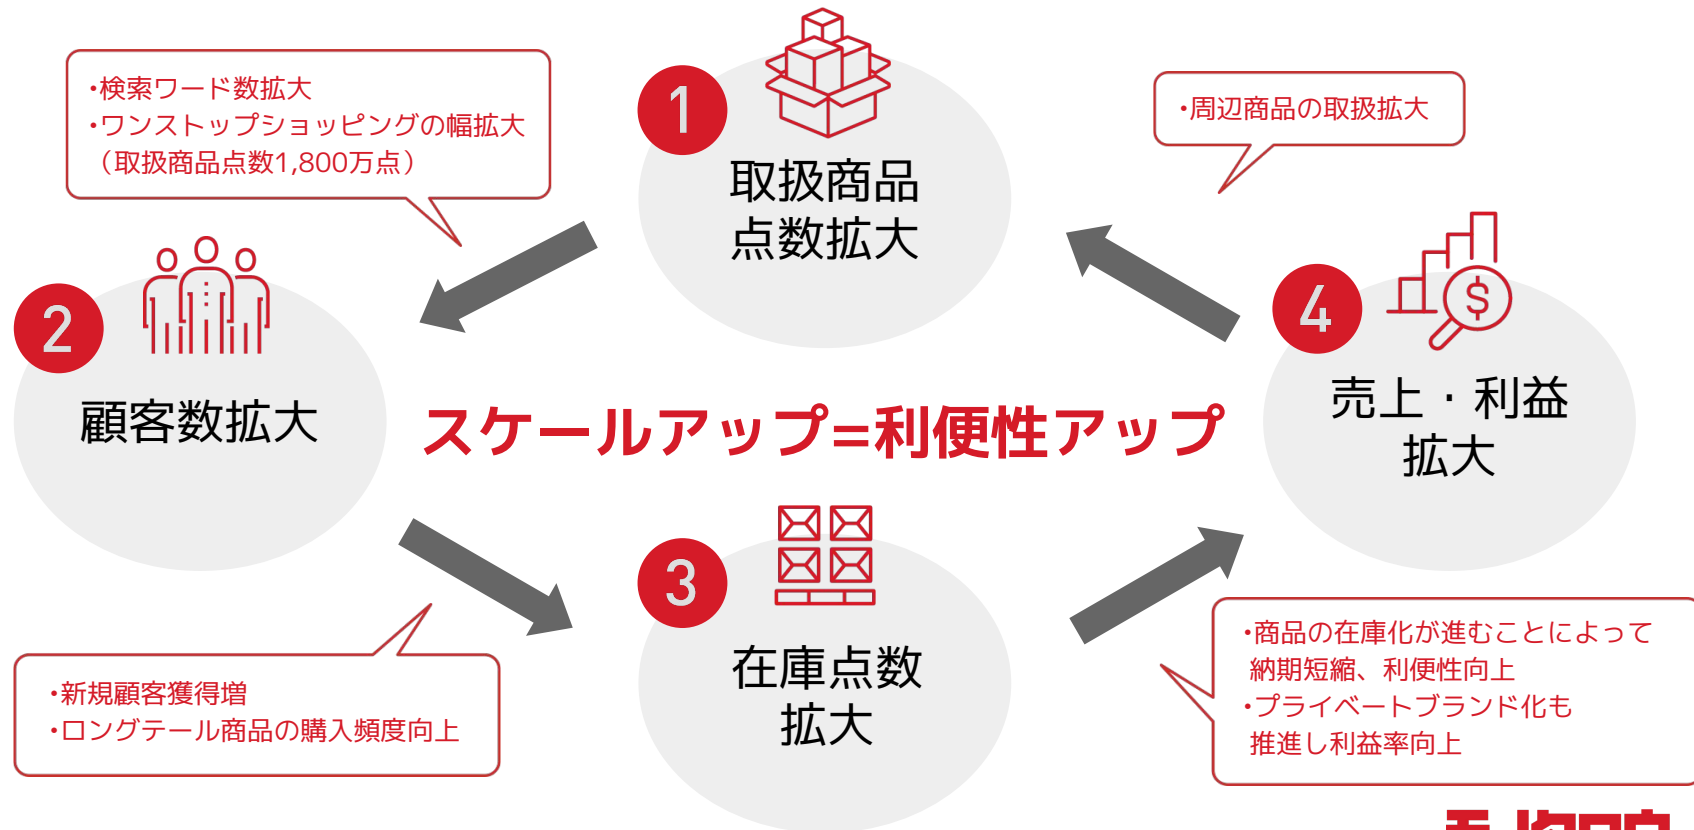 ・検索ワード数拡大
・ワンストップショッピングの幅拡大
（取扱商品点数1,800万点）
1
取扱商品
点数拡大
・周辺商品の取扱拡大
2
顧客数拡大
スケールアップ=利便性アップ
4
$
売上・利益
拡大
3
在庫点数
拡大
・新規顧客獲得増
・ロングテール商品の購入頻度向上
・商品の在庫化が進むことによって
納期短縮、利便性向上
・プライベートブランド化も
推進し利益率向上